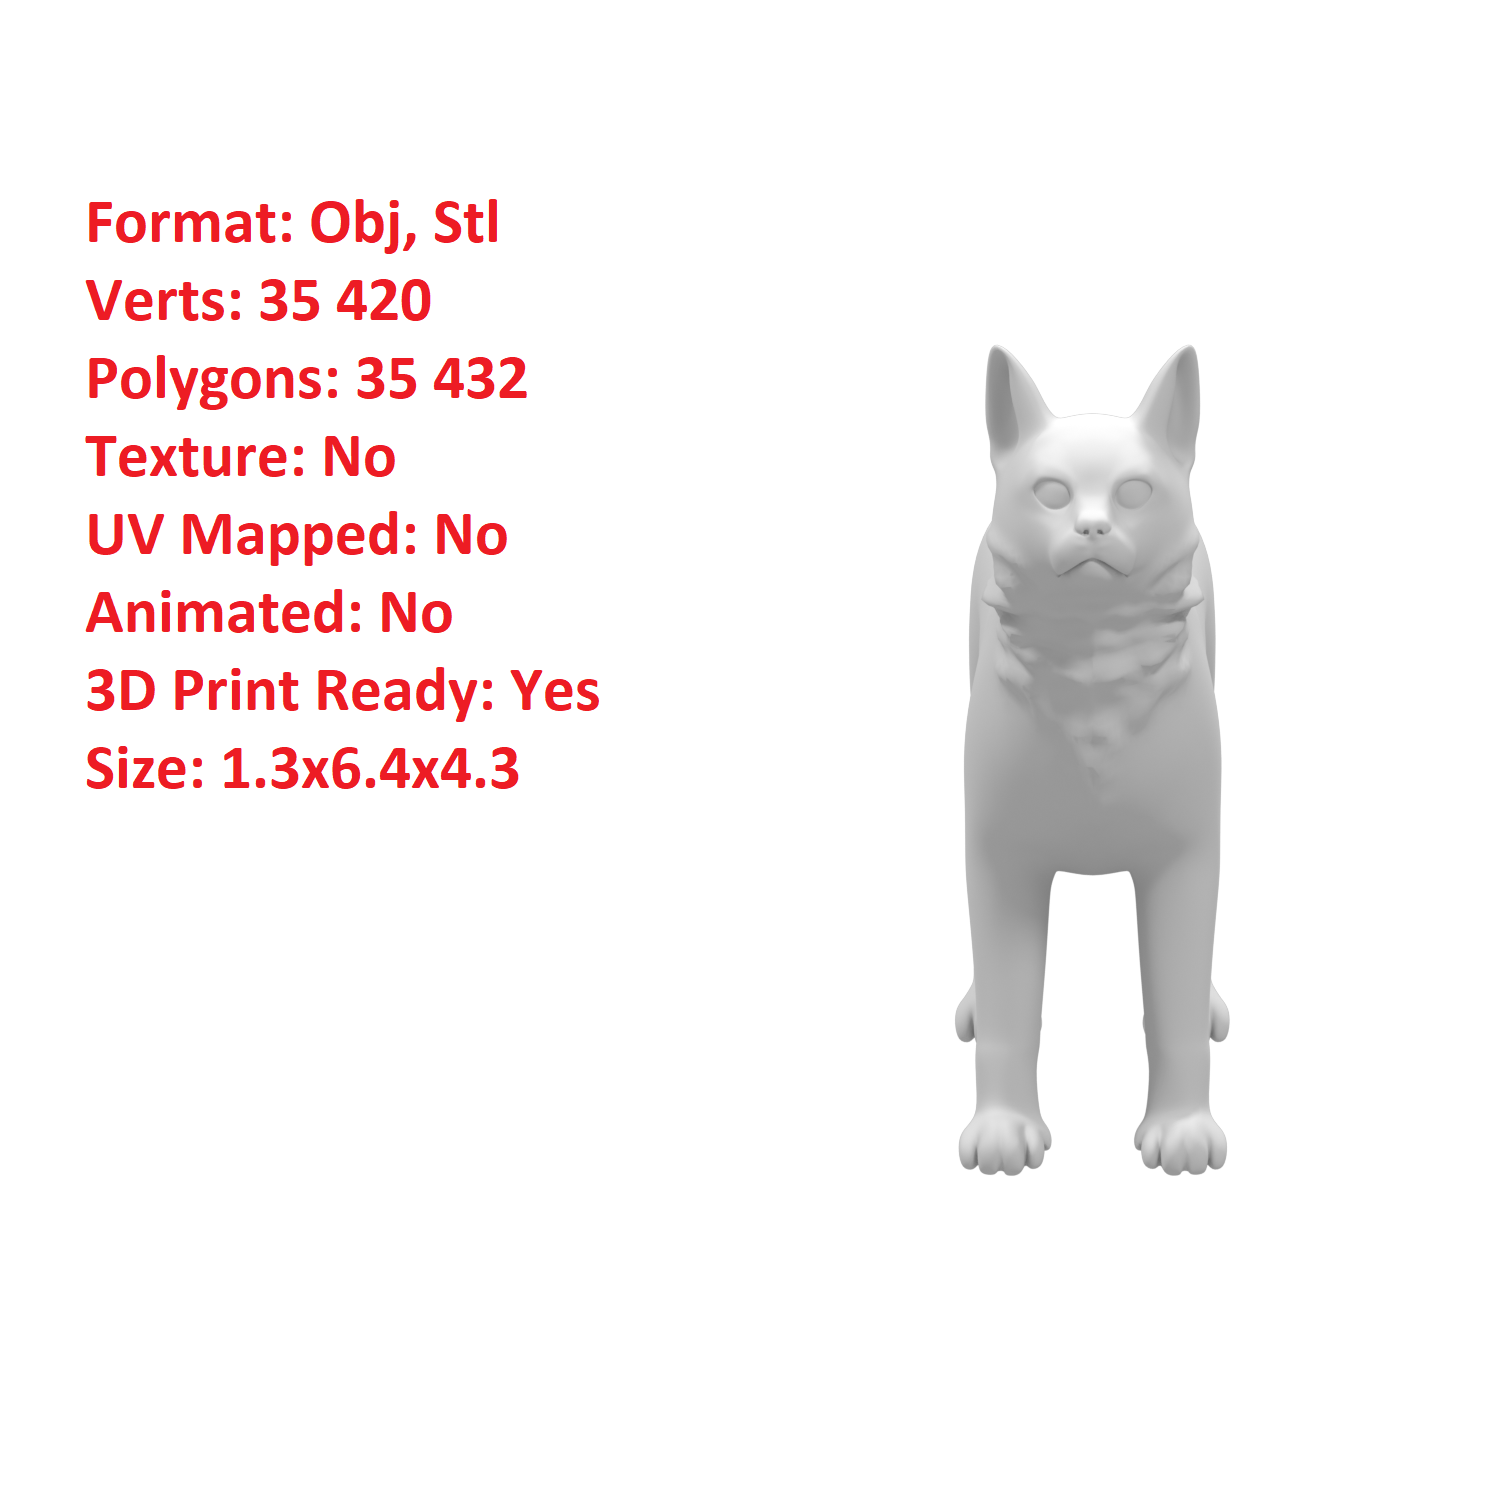 Format: Obj, Stl
Verts: 35 420
Polygons: 35 432
Texture: No
UV Mapped: No
Animated: No
3D Print Ready: Yes
Size: 1.3x6.4x4.3